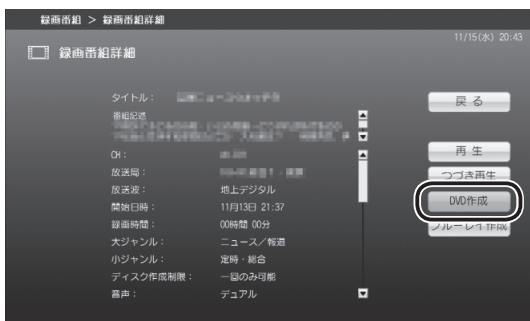 録画番組 > 録画番組詳細
11/15(水) 20:43
録画番組詳細
タイトル：
戻る
番組記述
CH：
再生
放送局：
つづき再生
放送波： 地上デジタル
DVD作成
開始日時： 11月13日 21:37
ブルーレイ作成
録画時間： 00時間 00分
大ジャンル： ニュース／報道
小ジャンル： 定時・総合
ディスク作成制限： 一回のみ可能
音声： デュアル